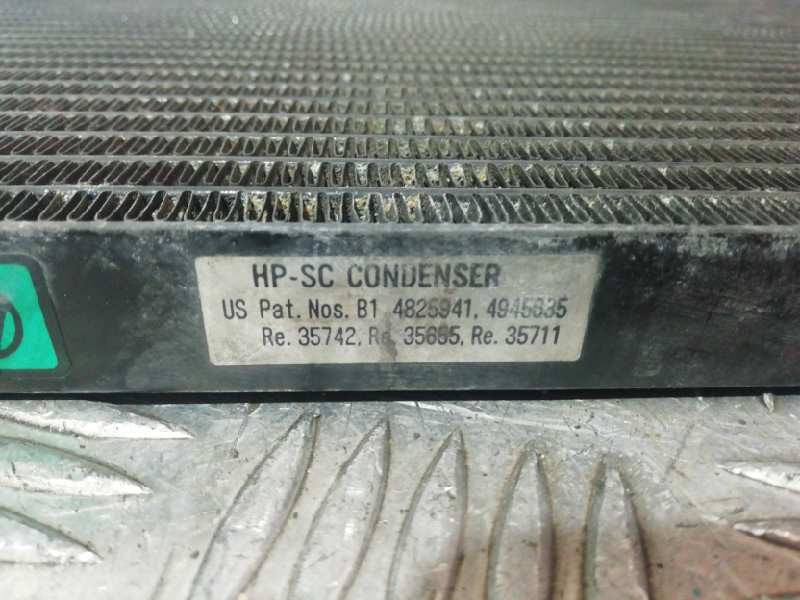 HP-SC CONDENSER
US Pat. Nos. B1 4825941, 4945635
Re. 35742, Re. 35655, Re. 35711